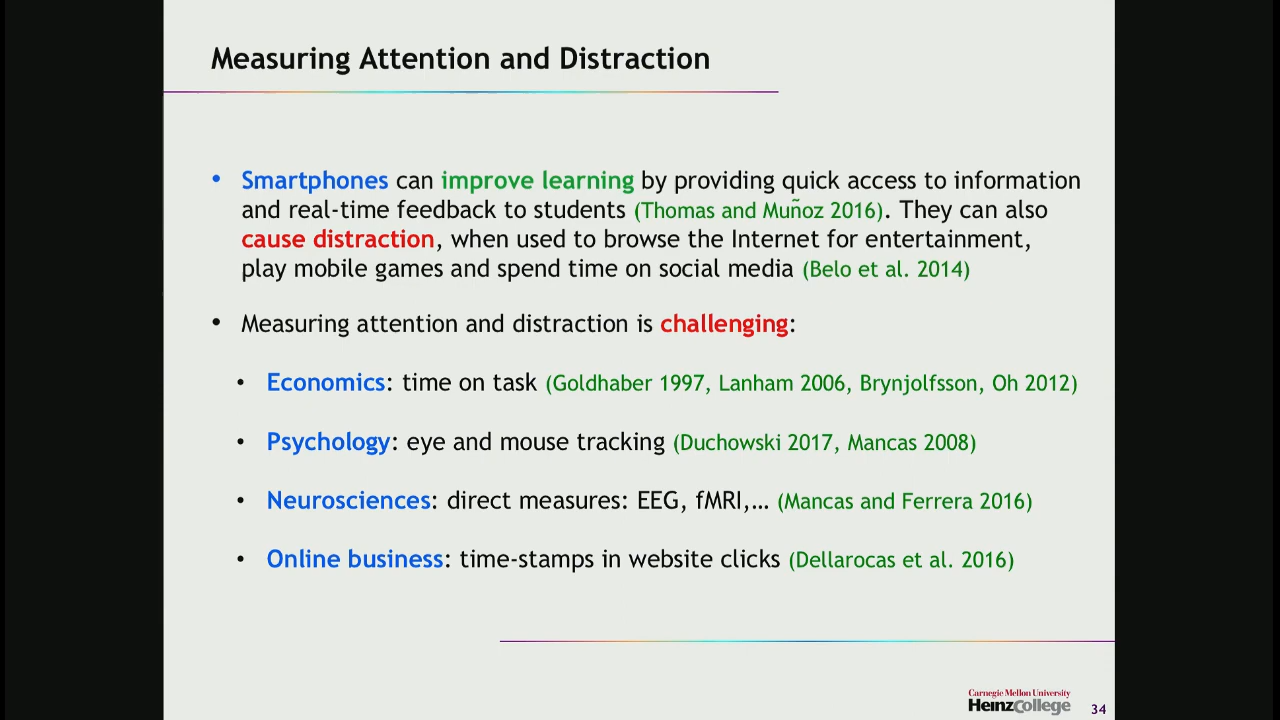 Measuring Attention and Distraction
• Smartphones can improve learning by providing quick access to information
and real-time feedback to students (Thomas and Muñoz 2016). They can also
cause distraction, when used to browse the Internet for entertainment,
play mobile games and spend time on social media (Belo et al. 2014)
• Measuring attention and distraction is challenging:
• Economics: time on task (Goldhaber 1997, Lanham 2006, Brynjolfsson, Oh 2012)
• Psychology: eye and mouse tracking (Duchowski 2017, Mancas 2008)
• Neurosciences: direct measures: EEG, fMRI,… (Mancas and Ferrera 2016)
• Online business: time-stamps in website clicks (Dellarocas et al. 2016)
Carnegie Mellon University
HeinzCollege
34